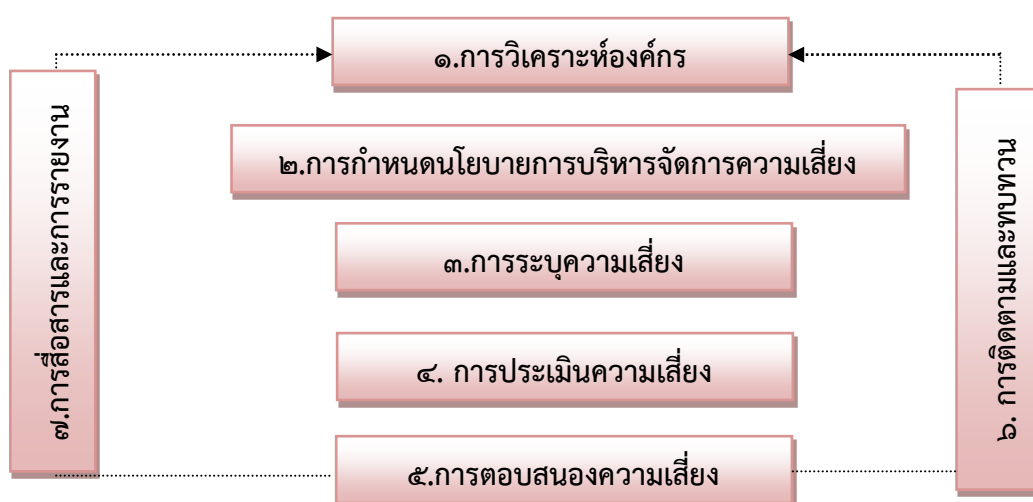 ๑.การวิเคราะห์องค์กร
๒.การกำหนดนโยบายการบริหารจัดการความเสี่ยง
๓.การระบุความเสี่ยง
๔. การประเมินความเสี่ยง
๕.การตอบสนองความเสี่ยง
๖. การติดตามและทบทวน
๗.การสื่อสารและการรายงาน